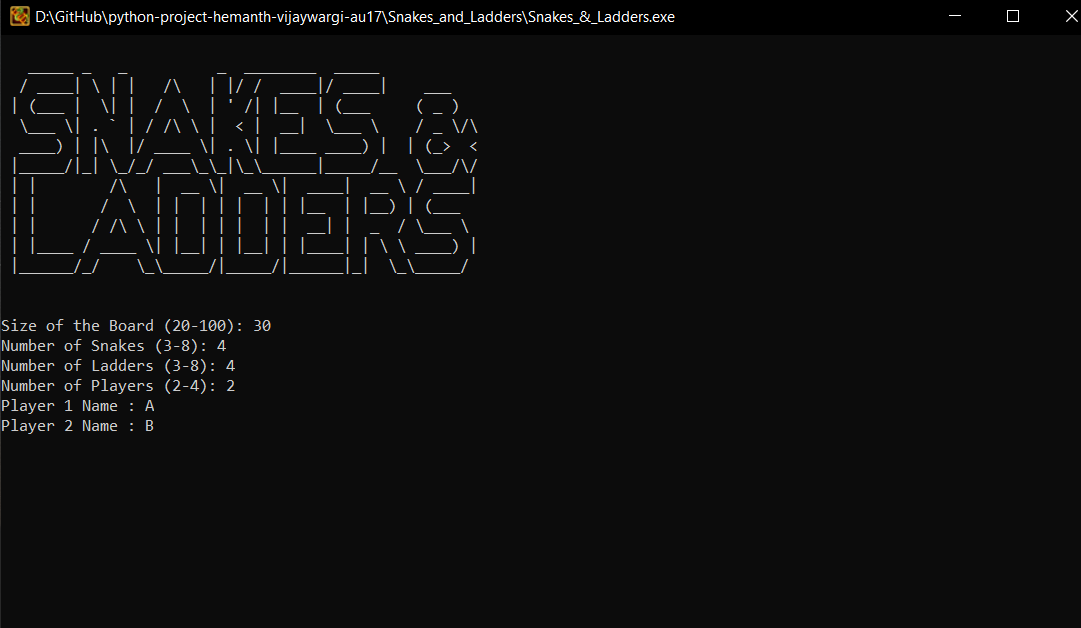 D:\GitHub\python-project-hemanth-vijaywargi-au17\Snakes_and_Ladders\Snakes_&_Ladders.exe
SNAKES &
LADDERS
Size of the Board (20-100): 30
Number of Snakes (3-8): 4
Number of Ladders (3-8): 4
Number of Players (2-4): 2
Player 1 Name : A
Player 2 Name : B